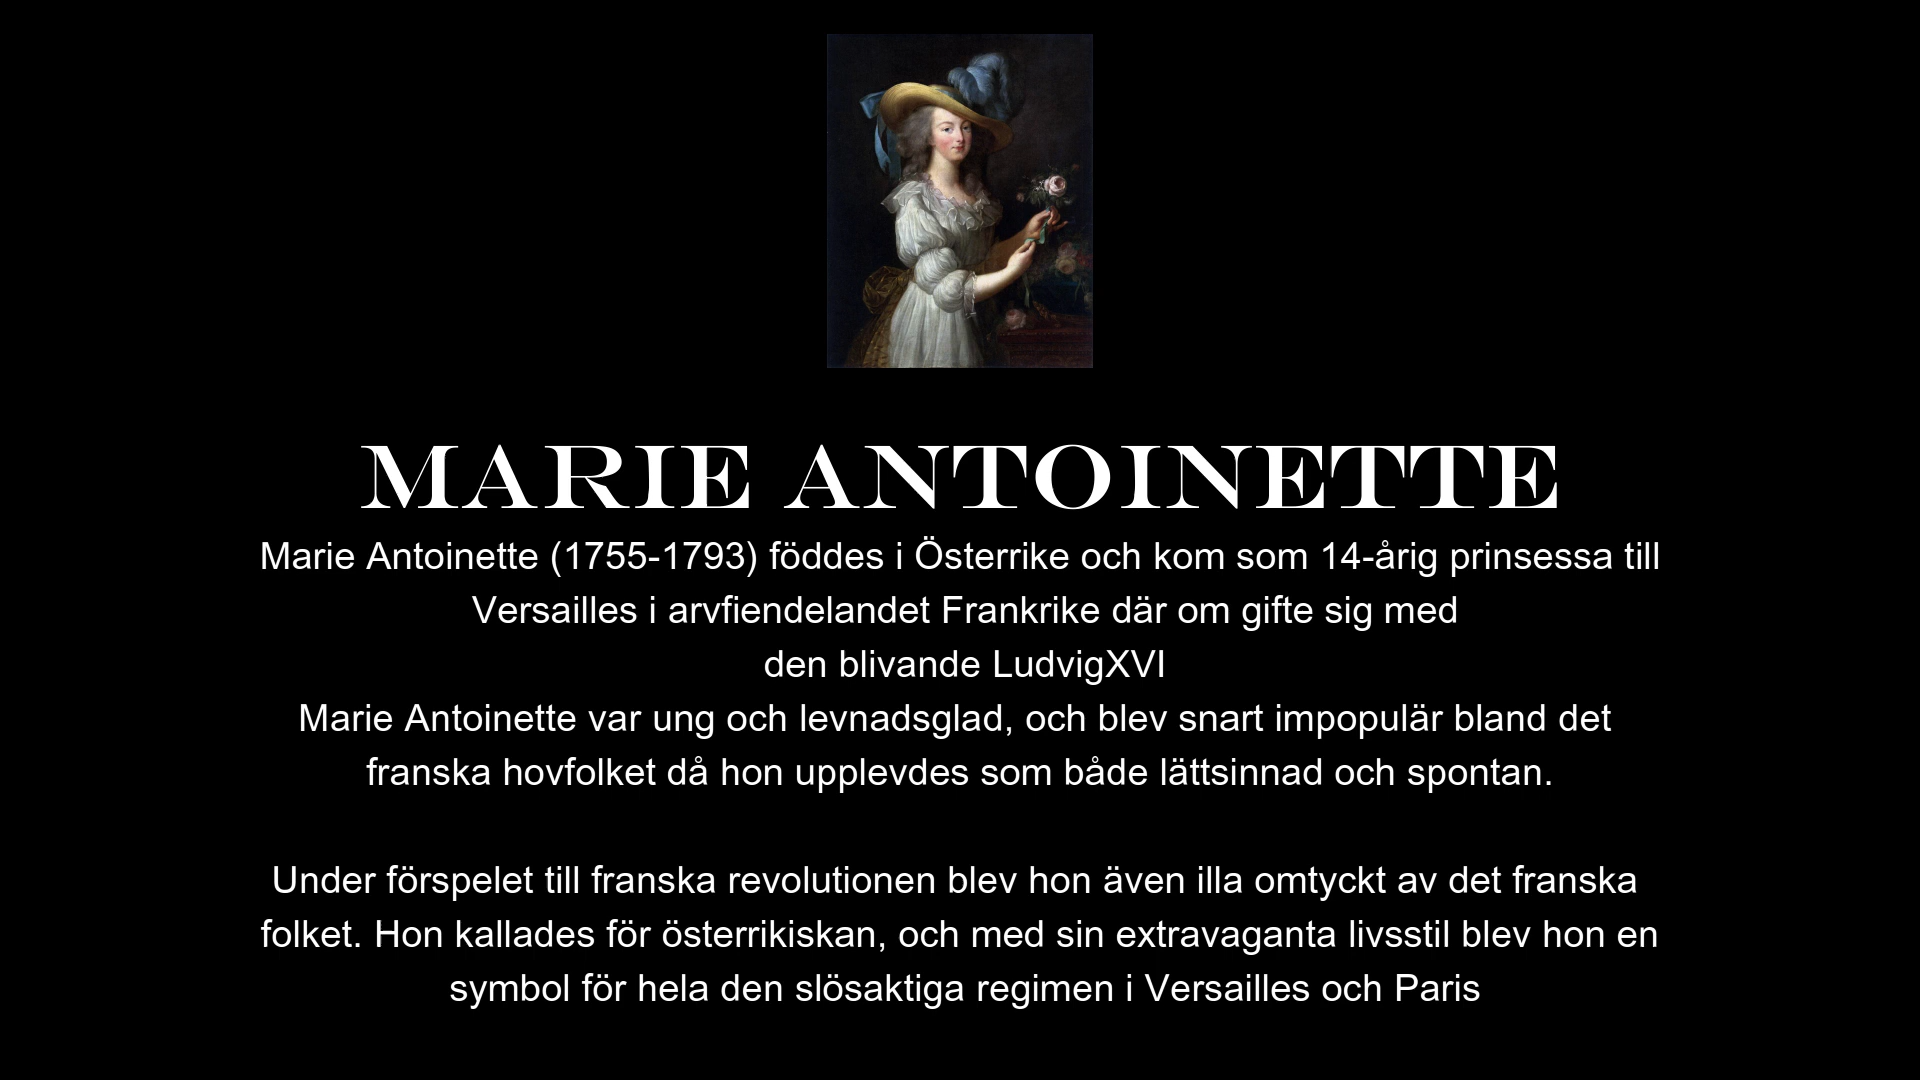 MARIE ANTOINETTE
Marie Antoinette (1755-1793) föddes i Österrike och kom som 14-årig prinsessa till
Versailles i arvfiendelandet Frankrike där om gifte sig med
den blivande LudvigXVI
Marie Antoinette var ung och levnadsglad, och blev snart impopulär bland det
franska hovfolket då hon upplevdes som både lättsinnad och spontan.
Under förspelet till franska revolutionen blev hon även illa omtyckt av det franska
folket. Hon kallades för österrikiskan, och med sin extravaganta livsstil blev hon en
symbol för hela den slösaktiga regimen i Versailles och Paris